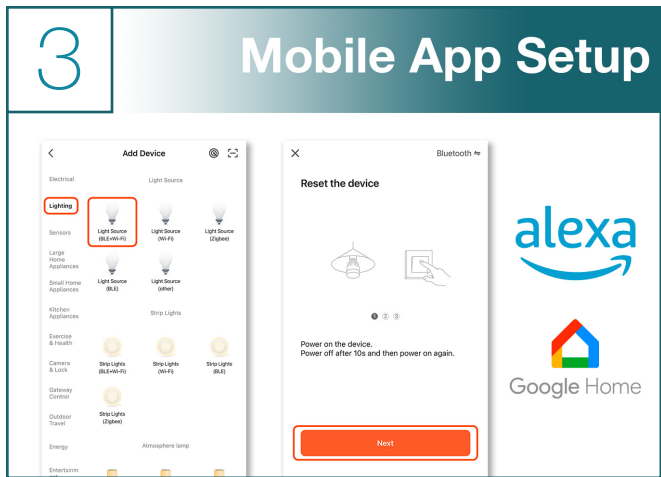 3
Mobile App Setup
Add Device
Electrical
Lighting
Sensors
Large
Home
Appliances
Small Home
Appliances
Kitchen
Appliances
Exercise
& Health
Camera
& Lock
Gateway
Control
Outdoor
Travel
Energy
Entertainm
Light Source
Light Source
(BLE+Wi-Fi)
Light Source
(Wi-Fi)
Light Source
(Zigbee)
Light Source
(BLE)
Light Source
(other)
Strip Lights
Strip Lights
(BLE+Wi-Fi)
Strip Lights
(Wi-Fi)
Strip Lights
(BLE)
Strip Lights
(Zigbee)
Atmosphere lamp
Bluetooth
Reset the device
1 2 3
Power on the device.
Power off after 10s and then power on again.
Next
alexa
Google Home